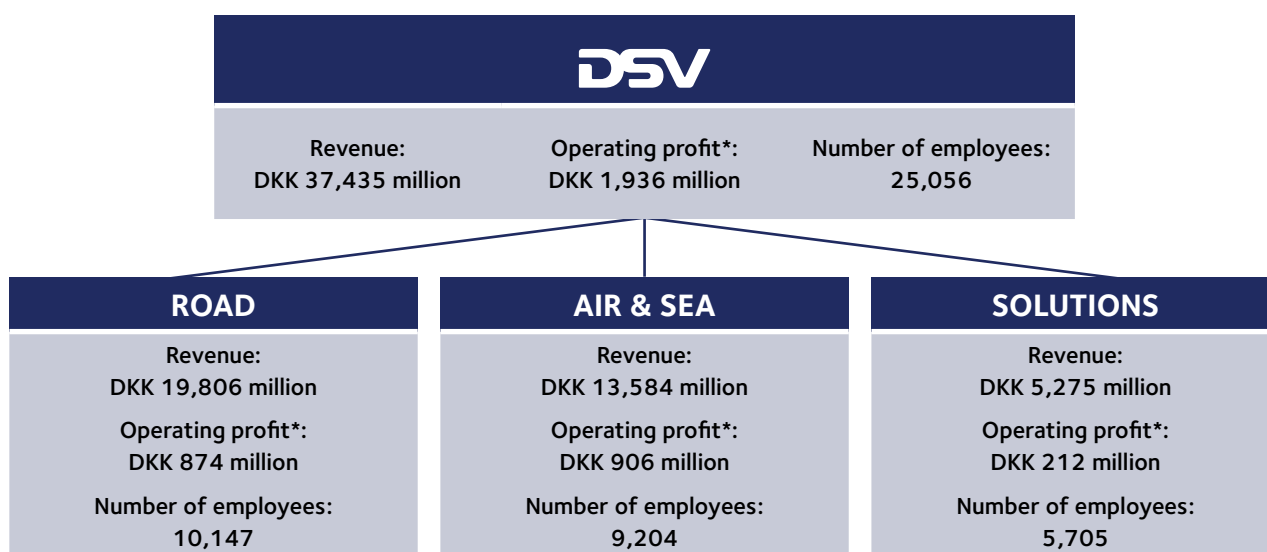 DSV
Revenue:
DKK 37,435 million
Operating profit*:
DKK 1,936 million
Number of employees:
25,056
ROAD
Revenue:
DKK 19,806 million
Operating profit*:
DKK 874 million
Number of employees:
10,147
AIR & SEA
Revenue:
DKK 13,584 million
Operating profit*:
DKK 906 million
Number of employees:
9,204
SOLUTIONS
Revenue:
DKK 5,275 million
Operating profit*:
DKK 212 million
Number of employees:
5,705